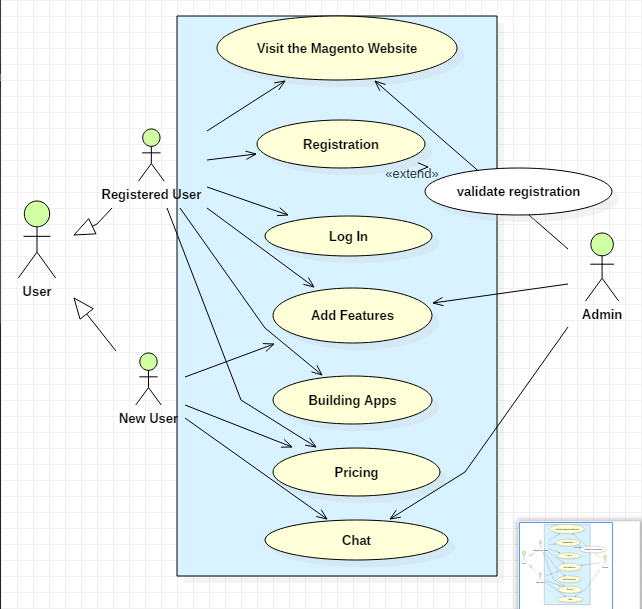 Visit the Magento Website
Registration
«extend»
validate registration
Registered User
Log In
User
Add Features
Admin
Building Apps
New User
Pricing
Chat